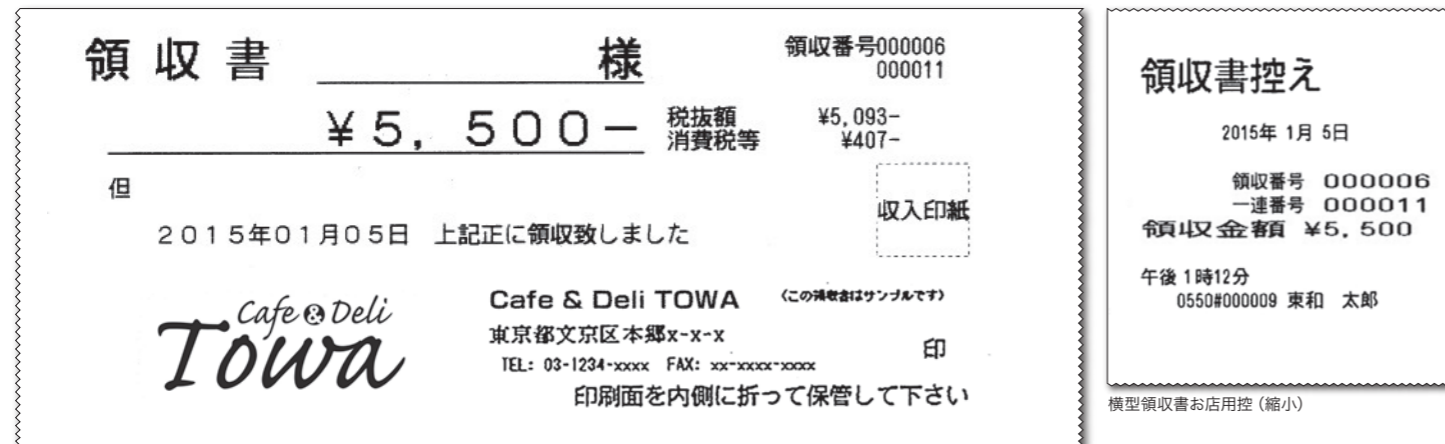 領収書 様 領収番号000006
000011
¥5,500− 税抜額 ¥5,093−
消費税等 ¥407−
但
収入印紙
2015年01月05日 上記正に領収致しました
Cafe & Deli
Towa
Cafe & Deli TOWA (この領収書はサンプルです)
東京都文京区本郷x-x-x
TEL: 03-1234-xxxx FAX: xx-xxxx-xxxx
印
印刷面を内側に折って保管して下さい
領収書控え
2015年 1月 5日
領収番号 000006
一連番号 000011
領収金額 ¥5,500
午後 1時12分
0550#000009 東和 太郎
横型領収書お店用控(縮小)